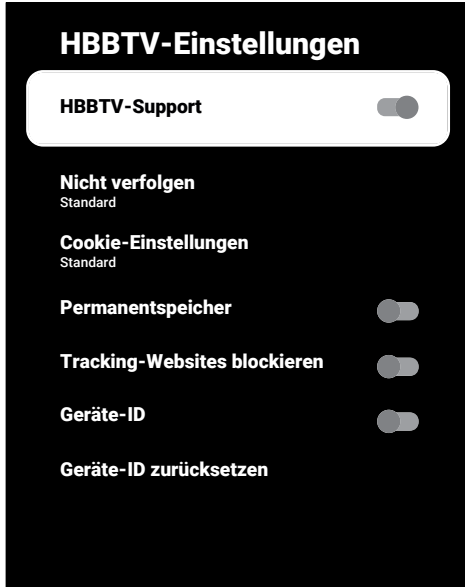 HBBTV-Einstellungen
HBBTV-Support
Nicht verfolgen
Standard
Cookie-Einstellungen
Standard
Permanentspeicher
Tracking-Websites blockieren
Geräte-ID
Geräte-ID zurücksetzen